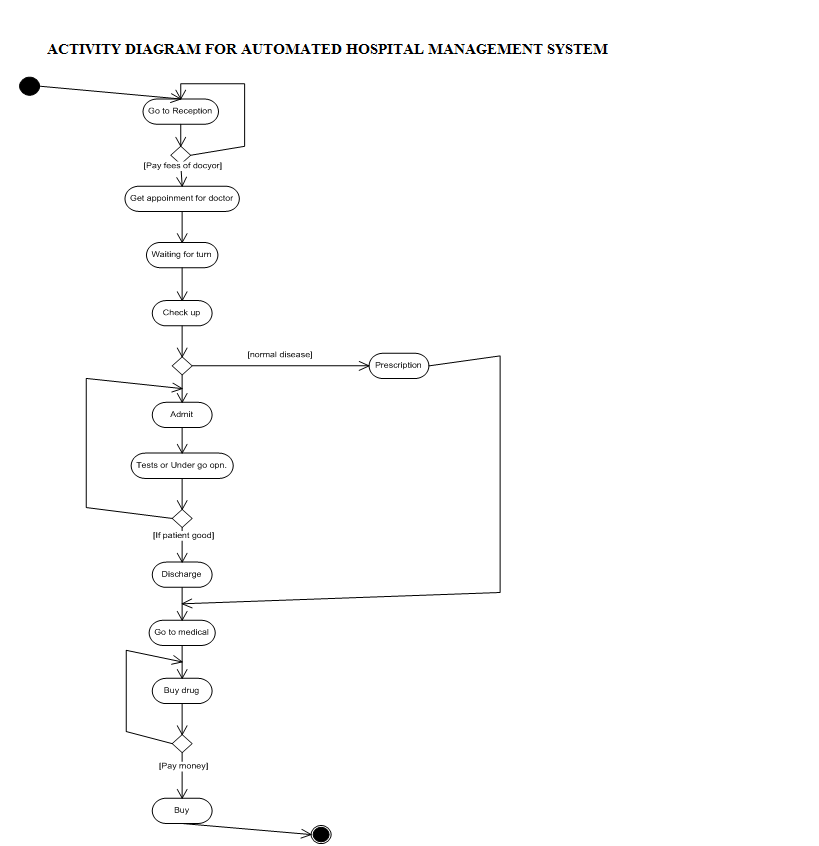 ACTIVITY DIAGRAM FOR AUTOMATED HOSPITAL MANAGEMENT SYSTEM
Go to Reception
[Pay fees of docyor]
Get appoinment for doctor
Waiting for turn
Check up
[normal disease]
Prescription
Admit
Tests or Under go opn.
[If patient good]
Discharge
Go to medical
Buy drug
[Pay money]
Buy